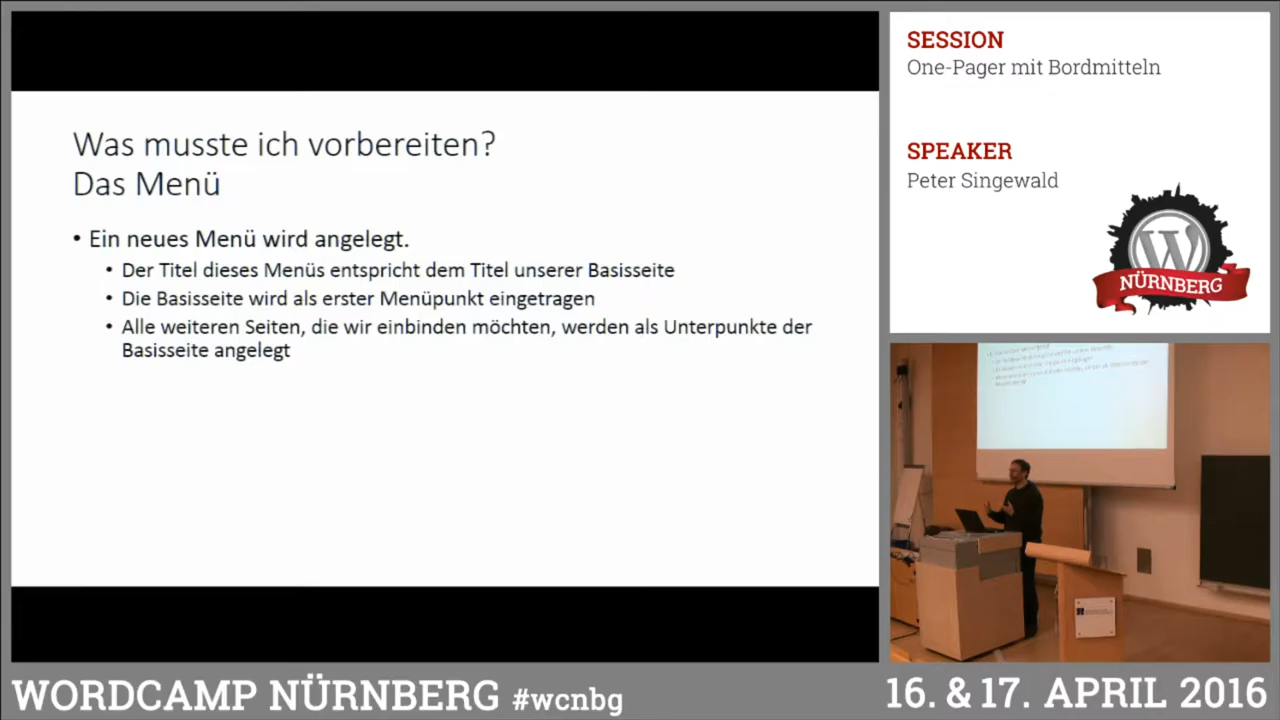 Was musste ich vorbereiten?
Das Menü
• Ein neues Menü wird angelegt.
• Der Titel dieses Menüs entspricht dem Titel unserer Basisseite
• Die Basisseite wird als erster Menüpunkt eingetragen
• Alle weiteren Seiten, die wir einbinden möchten, werden als Unterpunkte der
Basisseite angelegt
SESSION
One-Pager mit Bordmitteln
SPEAKER
Peter Singewald
W
NÜRNBERG
WORDCAMP NÜRNBERG #wcnbg
16. & 17. APRIL 2016